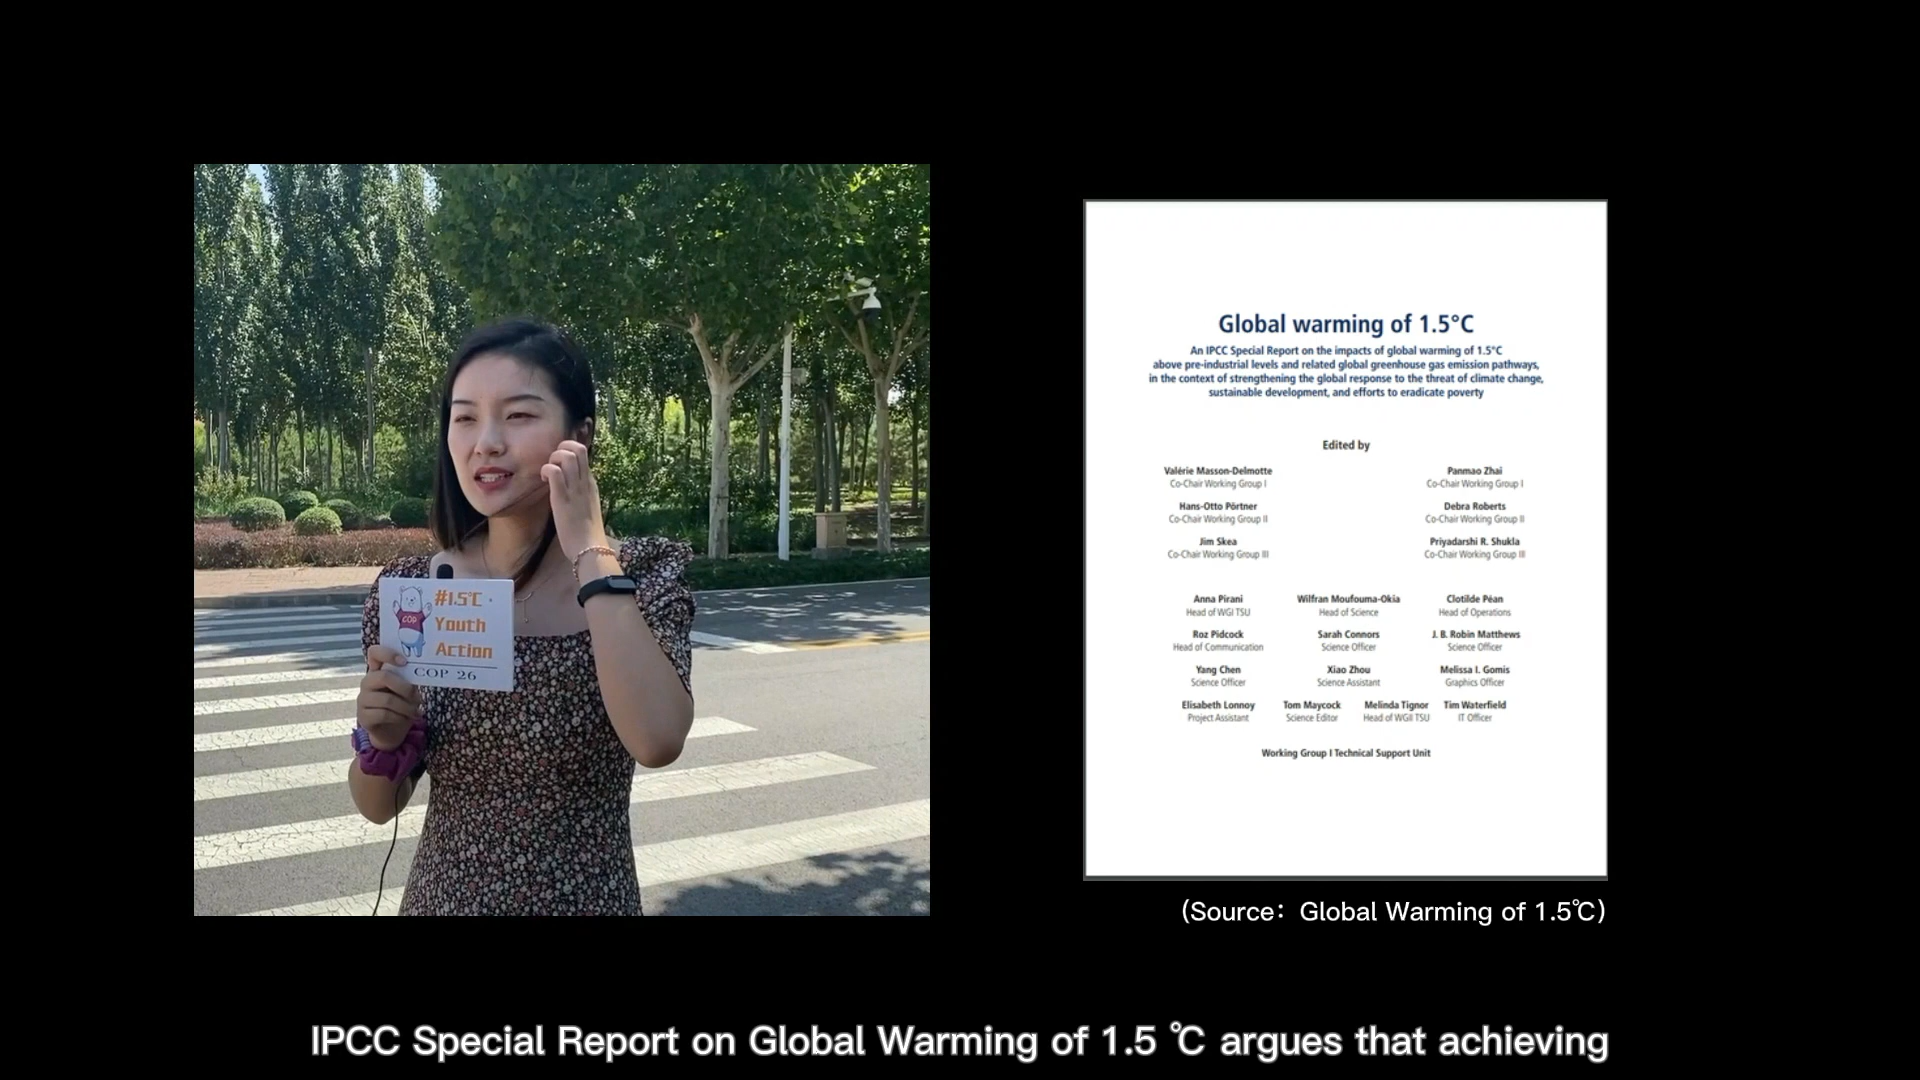 #1.5℃
Youth
Action
COP 26
COP
Global warming of 1.5°C
An IPCC Special Report on the impacts of global warming of 1.5°C
above pre-industrial levels and related global greenhouse gas emission pathways,
in the context of strengthening the global response to the threat of climate change,
sustainable development, and efforts to eradicate poverty
Edited by
Valérie Masson-Delmotte
Co-Chair Working Group I
Panmao Zhai
Co-Chair Working Group I
Hans-Otto Pörtner
Co-Chair Working Group II
Debra Roberts
Co-Chair Working Group II
Jim Skea
Co-Chair Working Group III
Priyadarshi R. Shukla
Co-Chair Working Group III
Anna Pirani
Head of WGI TSU
Wilfran Moufouma-Okia
Head of Science
Clotilde Péan
Head of Operations
Roz Pidcock
Head of Communication
Sarah Connors
Science Officer
J. B. Robin Matthews
Science Officer
Yang Chen
Science Officer
Xiao Zhou
Science Assistant
Melissa I. Gomis
Graphics Officer
Elisabeth Lonnoy
Project Assistant
Tom Maycock
Science Editor
Melinda Tignor
Head of WGII TSU
Tim Waterfield
IT Officer
Working Group I Technical Support Unit
(Source：Global Warming of 1.5℃)
IPCC Special Report on Global Warming of 1.5 ℃ argues that achieving